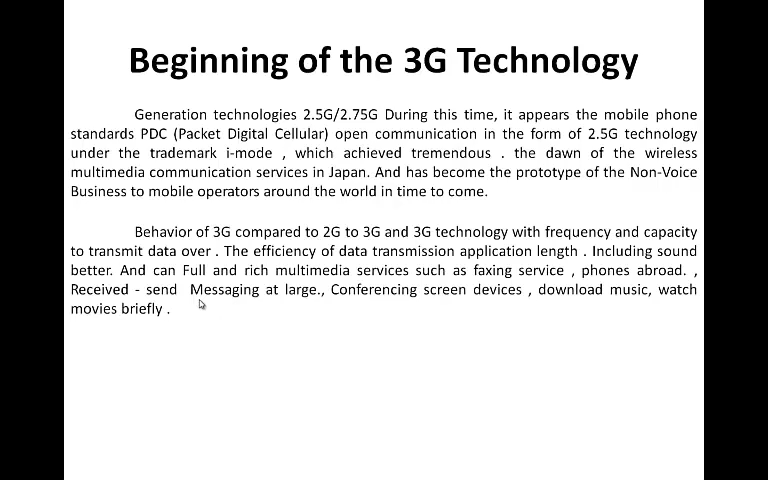 Beginning of the 3G Technology
Generation technologies 2.5G/2.75G During this time, it appears the mobile phone
standards PDC (Packet Digital Cellular) open communication in the form of 2.5G technology
under the trademark i-mode , which achieved tremendous . the dawn of the wireless
multimedia communication services in Japan. And has become the prototype of the Non-Voice
Business to mobile operators around the world in time to come.
Behavior of 3G compared to 2G to 3G and 3G technology with frequency and capacity
to transmit data over . The efficiency of data transmission application length . Including sound
better. And can Full and rich multimedia services such as faxing service , phones abroad. ,
Received - send  Messaging at large., Conferencing screen devices , download music, watch
movies briefly .